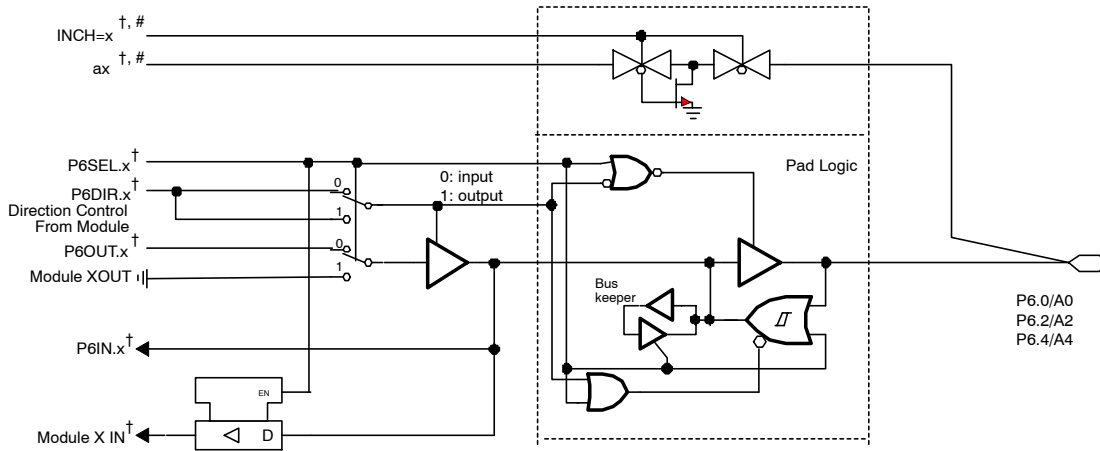 INCH=x †, #
ax †, #
P6SEL.x †
Pad Logic
P6DIR.x †
0
0: input
1: output
Direction Control
From Module
1
P6OUT.x †
0
Module XOUT
1
Bus
keeper
P6.0/A0
P6.2/A2
P6.4/A4
P6IN.x †
EN
Module X IN †
D